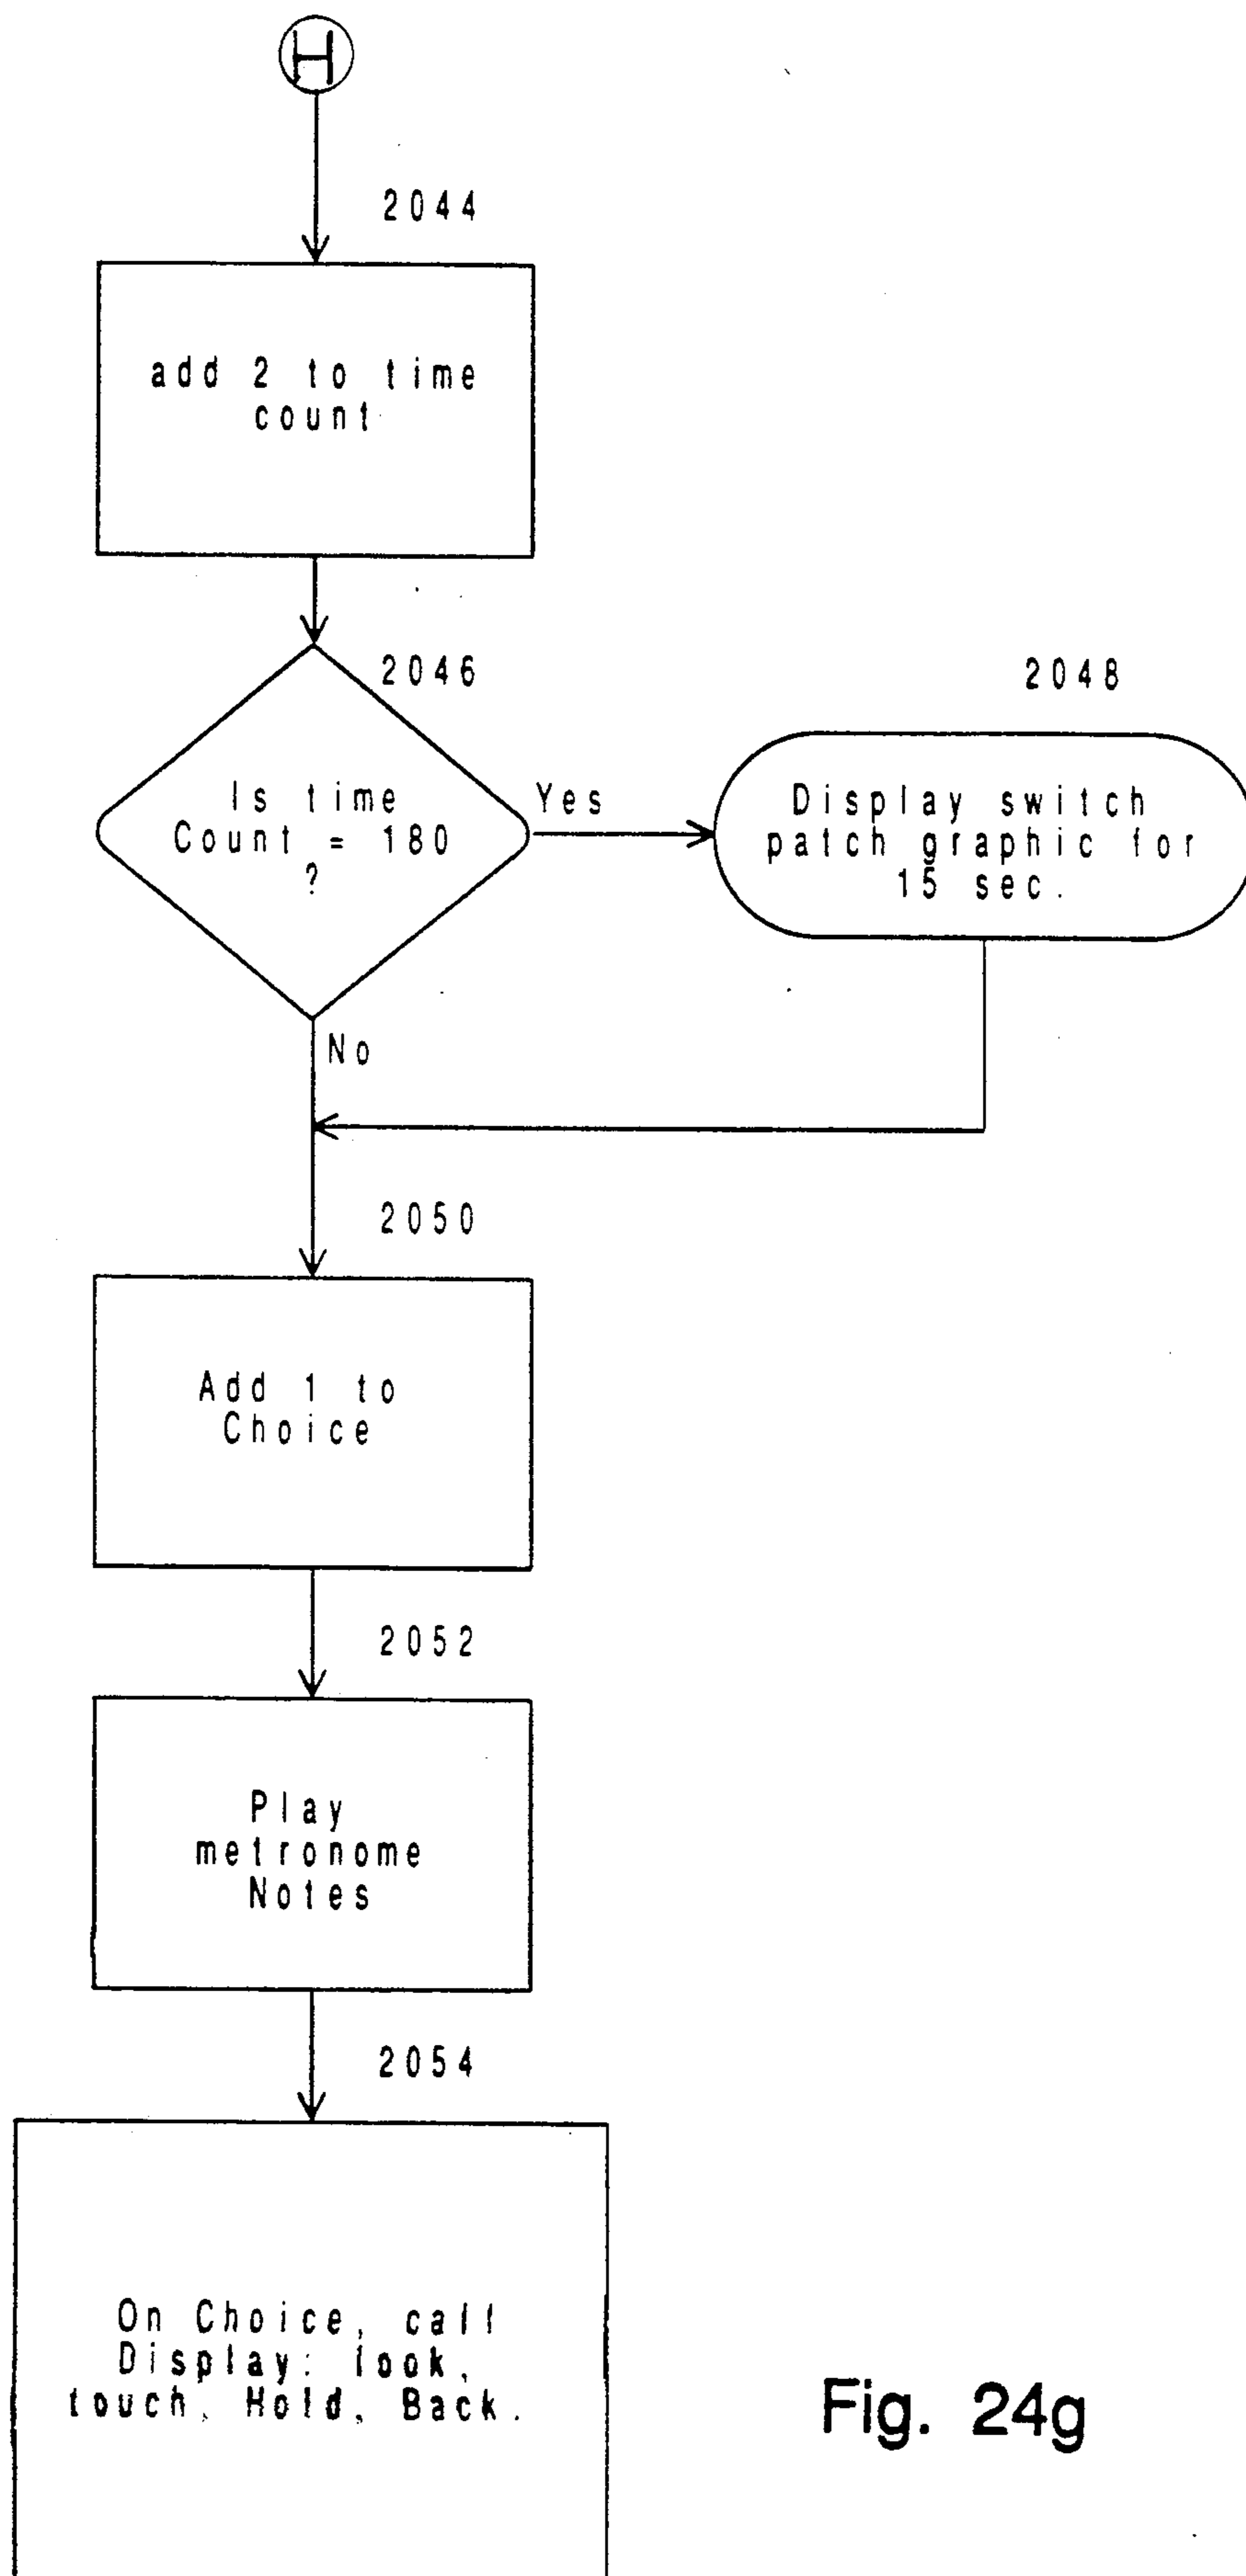 H
2044
add 2 to time
count
2046
Is time
Count = 180
?
Yes
2048
Display switch
patch graphic for
15 sec.
No
2050
Add 1 to
Choice
2052
Play
metronome
Notes
2054
On Choice, call
Display: look,
touch, Hold, Back.
Fig. 24g